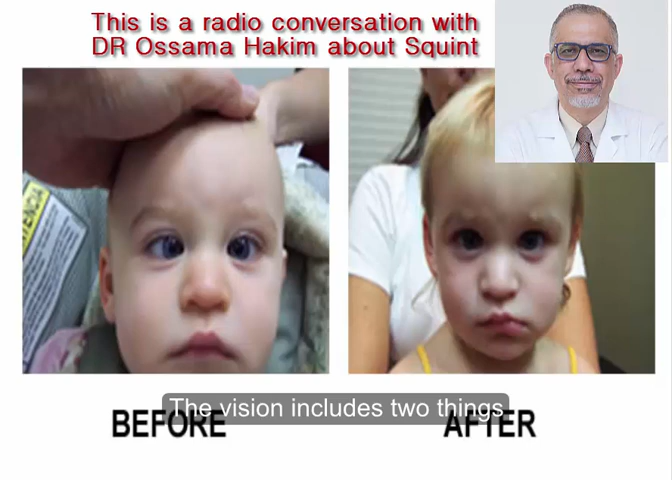 This is a radio conversation with
DR Ossama Hakim about Squint
The vision includes two things
BEFORE
AFTER